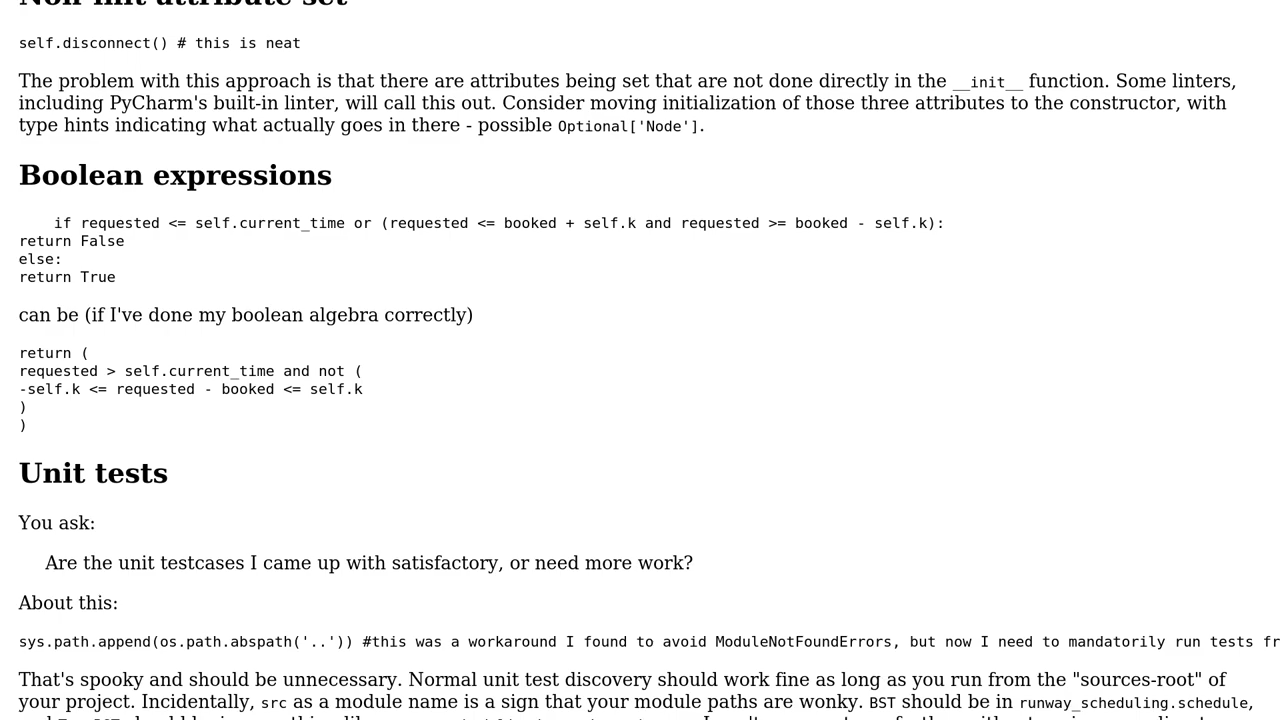 Non-init attribute set
self.disconnect() # this is neat
The problem with this approach is that there are attributes being set that are not done directly in the __init__ function. Some linters,
including PyCharm's built-in linter, will call this out. Consider moving initialization of those three attributes to the constructor, with
type hints indicating what actually goes in there - possible Optional['Node'].
Boolean expressions
    if requested <= self.current_time or (requested <= booked + self.k and requested >= booked - self.k):
return False
else:
return True
can be (if I've done my boolean algebra correctly)
return (
requested > self.current_time and not (
-self.k <= requested - booked <= self.k
)
)
Unit tests
You ask:
Are the unit testcases I came up with satisfactory, or need more work?
About this:
sys.path.append(os.path.abspath('..')) #this was a workaround I found to avoid ModuleNotFoundErrors, but now I need to mandatorily run tests fr
That's spooky and should be unnecessary. Normal unit test discovery should work fine as long as you run from the "sources-root" of
your project. Incidentally, src as a module name is a sign that your module paths are wonky. BST should be in runway_scheduling.schedule,